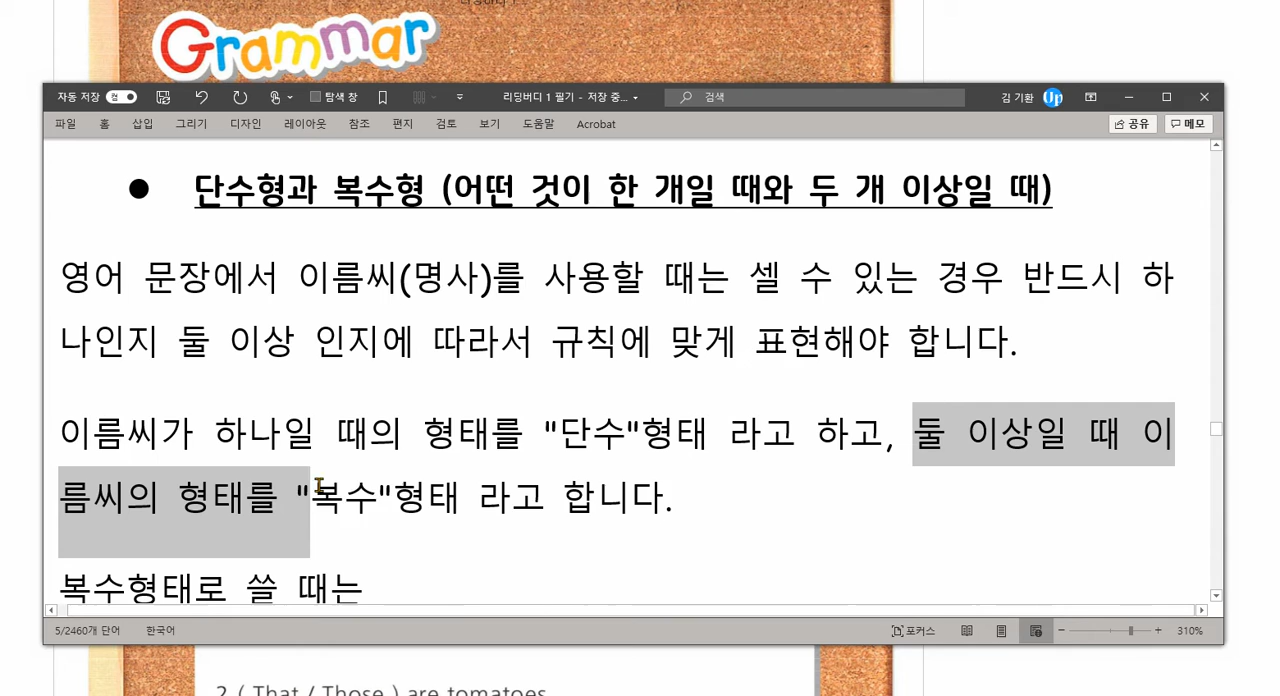 Grammar
자동 저장
탐색 창
리딩버디 1 필기 - 저장 중...
검색
김 기환
파일 홈 삽입 그리기 디자인 레이아웃 참조 편지 검토 보기 도움말 Acrobat
공유 메모
● 단수형과 복수형 (어떤 것이 한 개일 때와 두 개 이상일 때)
영어 문장에서 이름씨(명사)를 사용할 때는 셀 수 있는 경우 반드시 하
나인지 둘 이상 인지에 따라서 규칙에 맞게 표현해야 합니다.
이름씨가 하나일 때의 형태를 "단수"형태 라고 하고, 둘 이상일 때 이
름씨의 형태를 "복수"형태 라고 합니다.
복수형태로 쓸 때는
5/2460개 단어 한국어 포커스 310%
2 ( That / Those ) are tomatoes